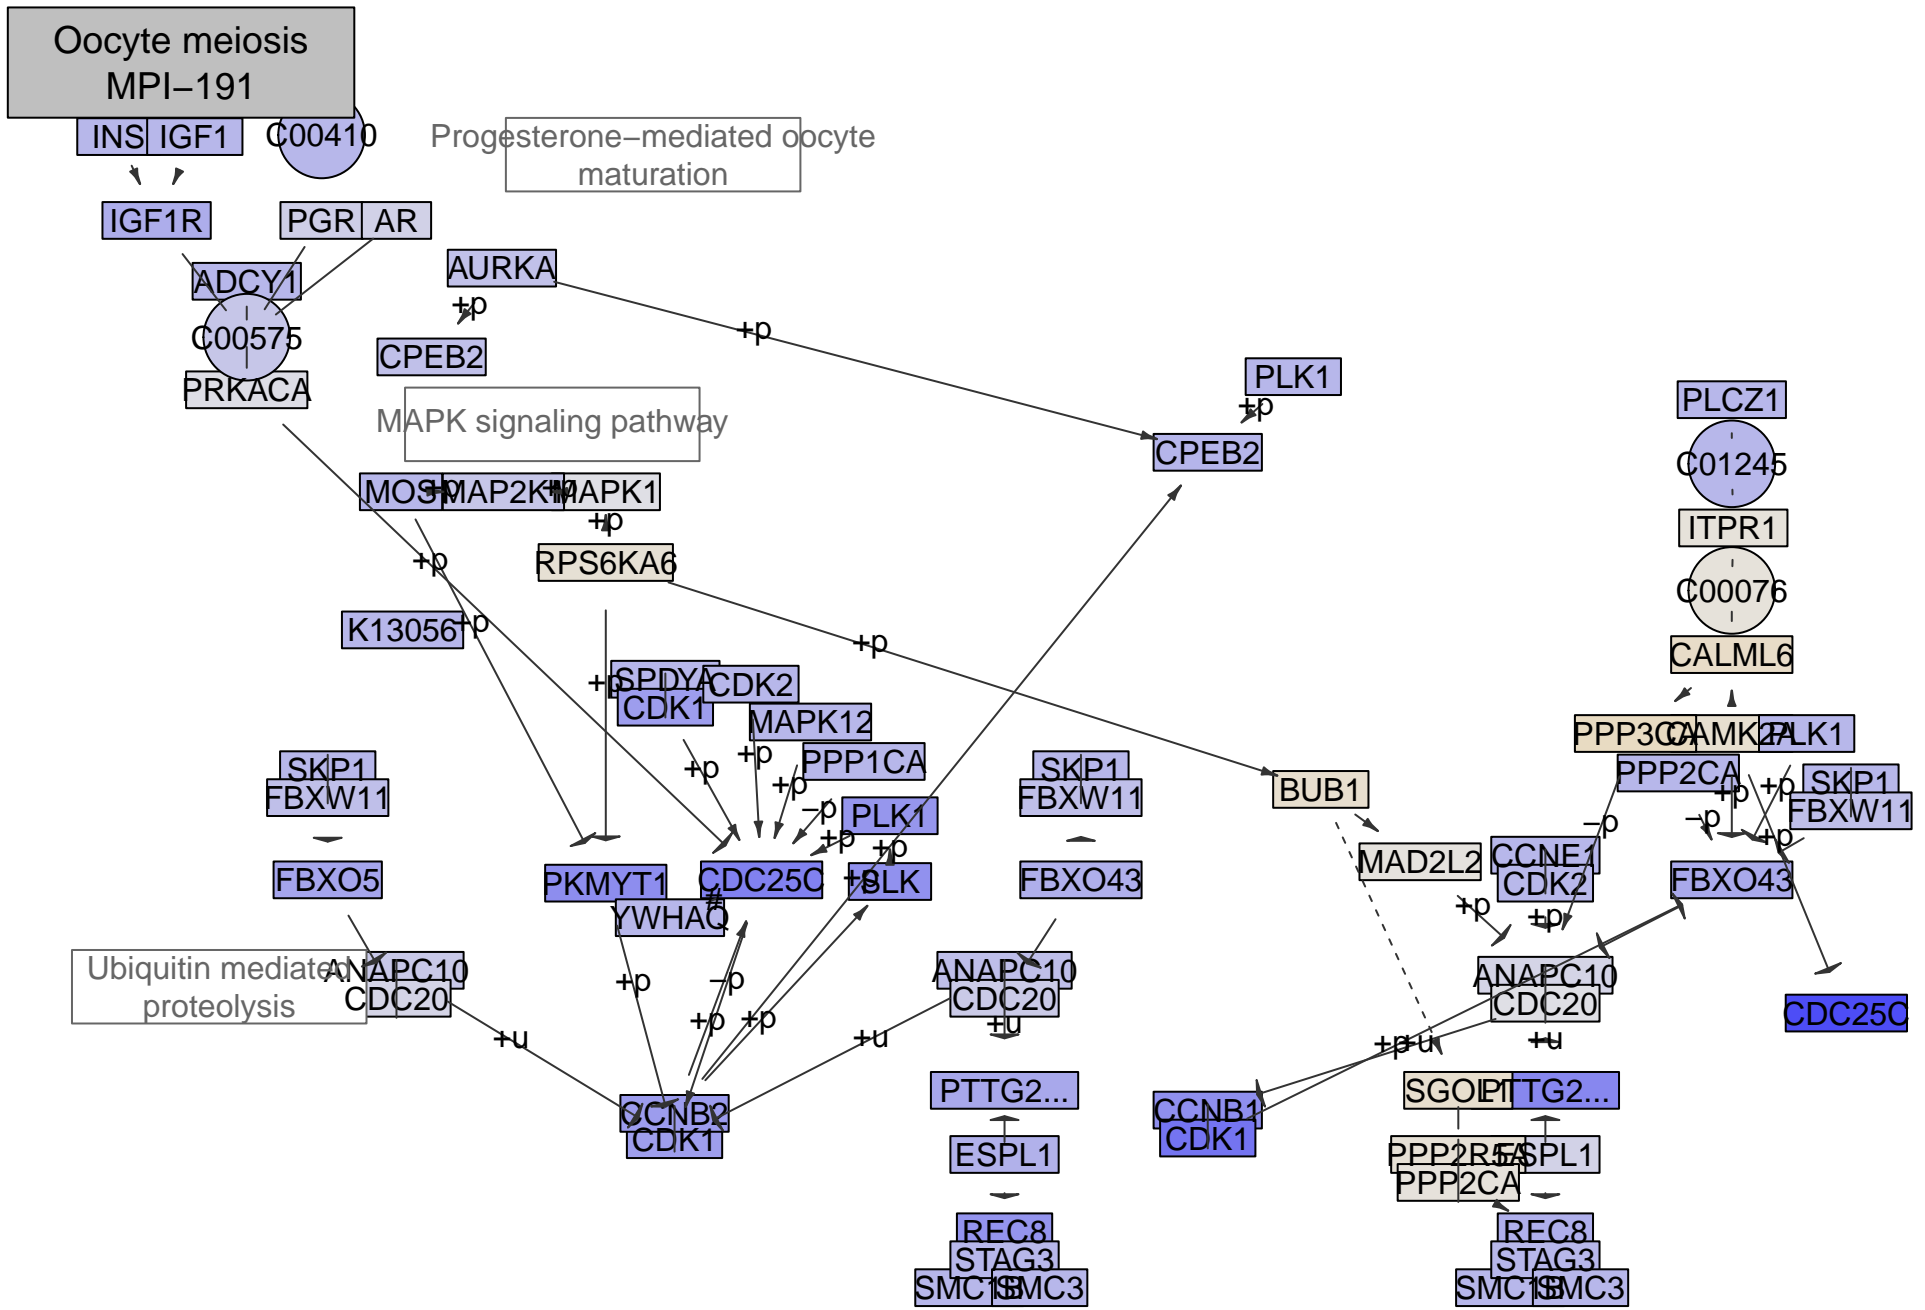 Oocyte meiosis
MPI−191
INS
IGF1
C00410
Progesterone−mediated oocyte
maturation
IGF1R
PGR
AR
ADCY1
AURKA
+p
C00575
+p
CPEB2
PRKACA
PLK1
+p
PLCZ1
MAPK signaling pathway
CPEB2
C01245
MOS
+p
MAP2K1
+p
MAPK1
+p
ITPR1
RPS6KA6
+p
C00076
K13056
+p
+p
CALML6
+p
SPDYA
CDK2
CDK1
MAPK12
PPP3CA
CAMK2A
PLK1
+p
PPP1CA
SKP1
FBXW11
+p
+p
SKP1
FBXW11
BUB1
PPP2CA
+p
+p
SKP1
FBXW11
−p
PLK1
−p
−p
+p
+p
+p
MAD2L2
CCNE1
CDK2
FBXO5
PKMYT1
CDC25C
+p
PLK
FBXO43
FBXO43
#
YWHAQ
+p
+p
Ubiquitin mediated
proteolysis
ANAPC10
CDC20
+p
−p
ANAPC10
CDC20
ANAPC10
CDC20
CDC25C
+p
+p
+u
+u
+u
+p
+u
+u
CCNB2
CDK1
PTTG2...
CCNB1
CDK1
SGOL1
PTTG2...
ESPL1
PPP2R5A
ESPL1
PPP2CA
REC8
STAG3
SMC1B
SMC3
REC8
STAG3
SMC1B
SMC3